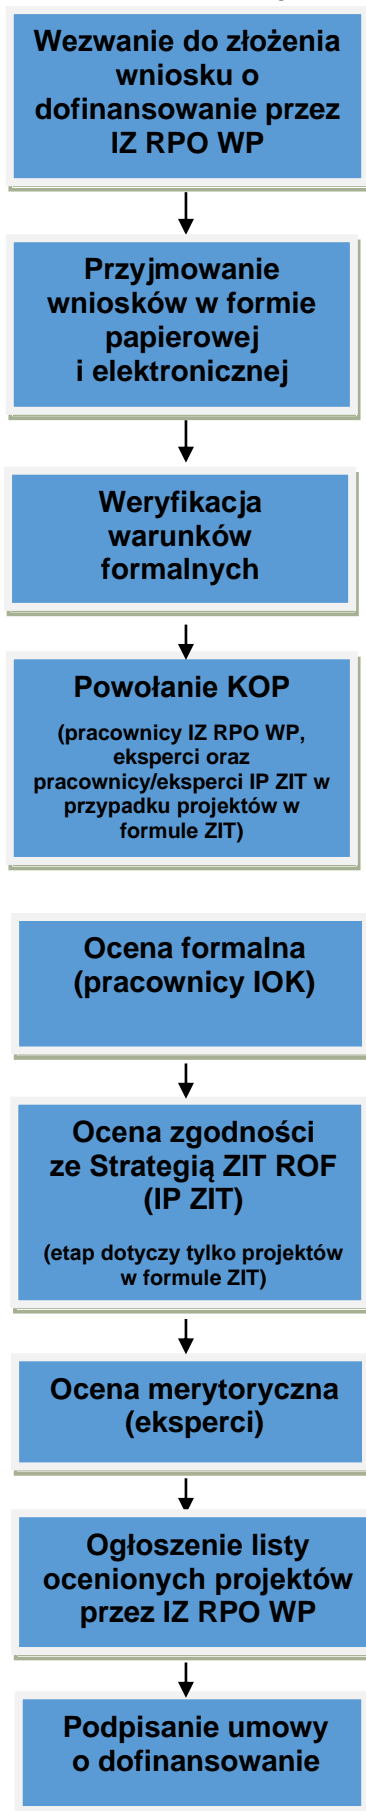 Wezwanie do złożenia
wniosku o
dofinansowanie przez
IZ RPO WP
Przyjmowanie
wniosków w formie
papierowej
i elektronicznej
Weryfikacja
warunków
formalnych
Powołanie KOP
(pracownicy IZ RPO WP,
eksperci oraz
pracownicy/eksperci IP ZIT w
przypadku projektów w
formule ZIT)
Ocena formalna
(pracownicy IOK)
Ocena zgodności
ze Strategią ZIT ROF
(IP ZIT)
(etap dotyczy tylko projektów
w formule ZIT)
Ocena merytoryczna
(eksperci)
Ogłoszenie listy
ocenionych projektów
przez IZ RPO WP
Podpisanie umowy
o dofinansowanie